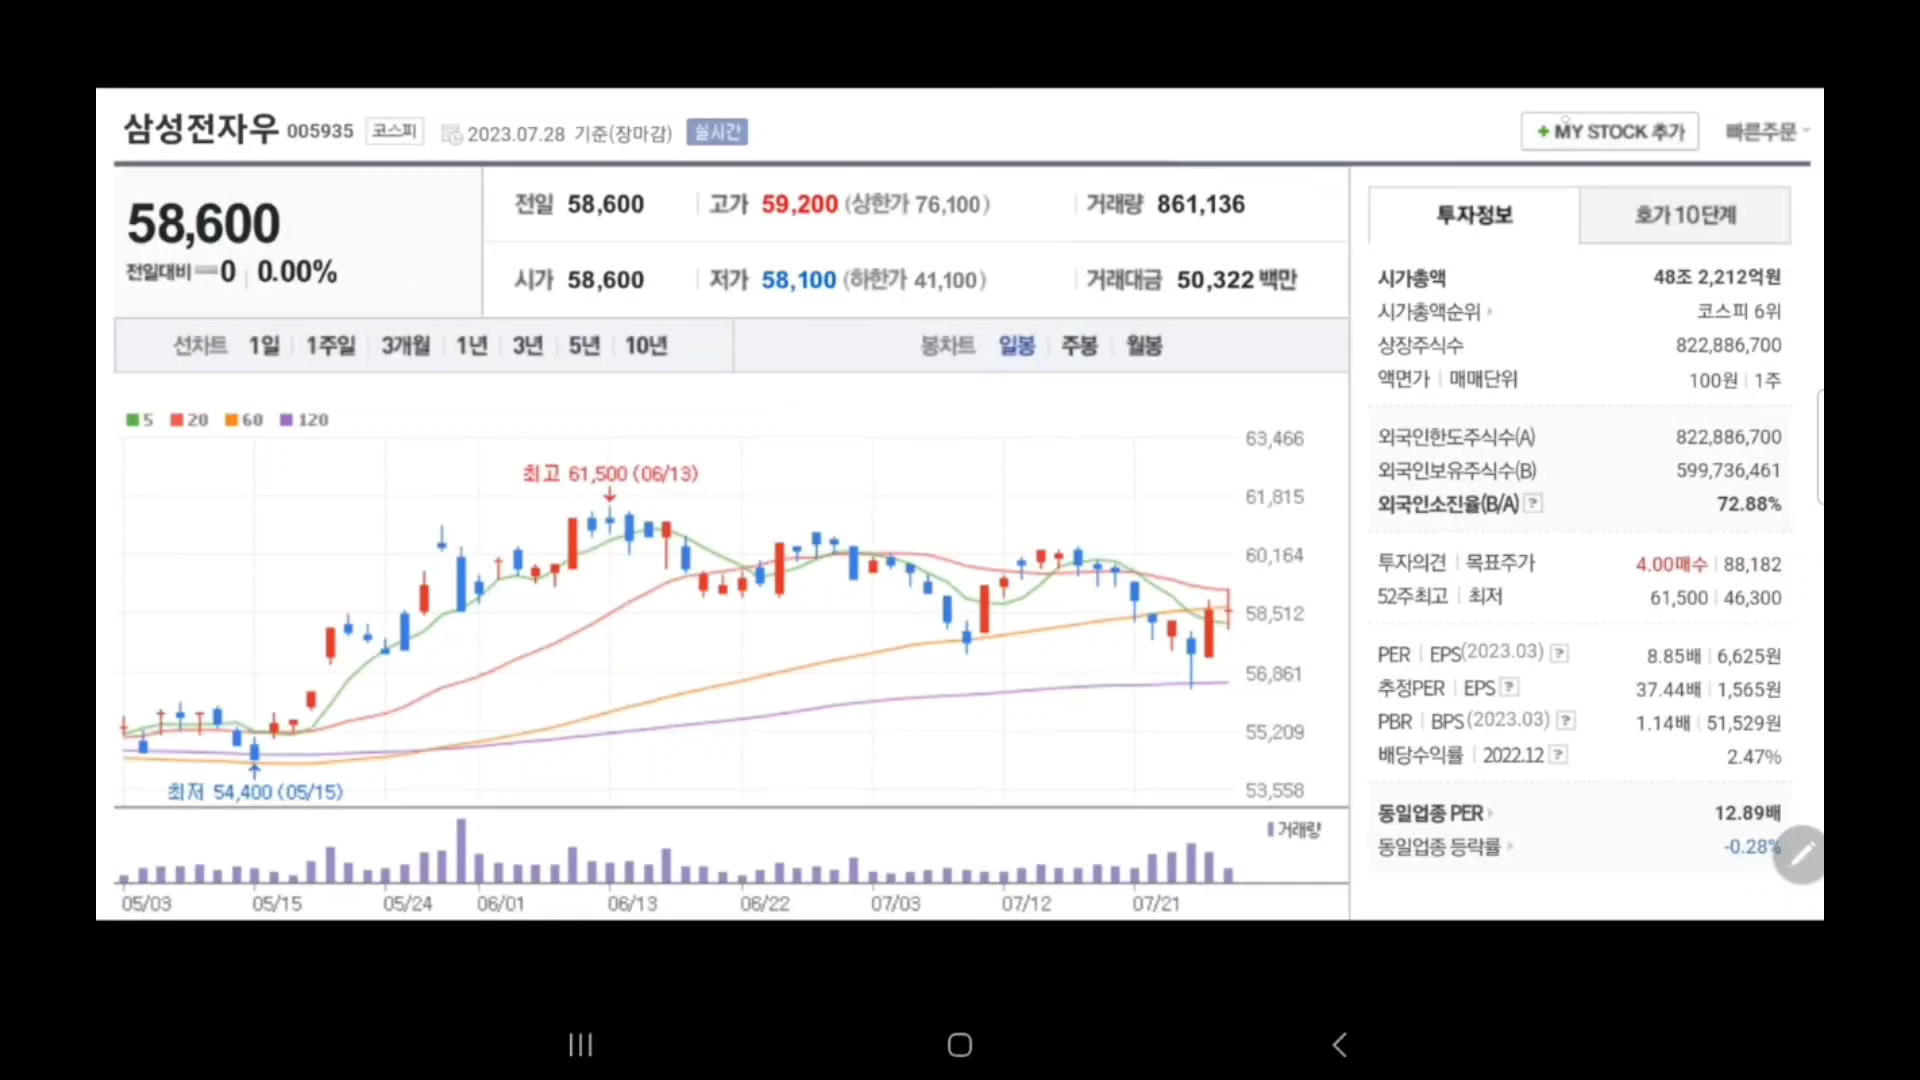 삼성전자우 005935 코스피 2023.07.28 기준(장마감) 실시간
+ MY STOCK 추가 빠른주문
58,600
전일대비 0 0.00%
전일 58,600 고가 59,200 (상한가 76,100) 거래량 861,136
시가 58,600 저가 58,100 (하한가 41,100) 거래대금 50,322 백만
선차트 1일 1주일 3개월 1년 3년 5년 10년 봉차트 일봉 주봉 월봉
5 20 60 120
최고 61,500 (06/13)
최저 54,400 (05/15)
63,466
61,815
60,164
58,512
56,861
55,209
53,558
거래량
05/03 05/15 05/24 06/01 06/13 06/22 07/03 07/12 07/21
투자정보 호가 10단계
시가총액 48조 2,212억원
시가총액순위 코스피 6위
상장주식수 822,886,700
액면가 매매단위 100원 1주
외국인한도주식수(A) 822,886,700
외국인보유주식수(B) 599,736,461
외국인소진율(B/A) ? 72.88%
투자의견 목표주가 4.00매수 88,182
52주최고 최저 61,500 46,300
PER EPS(2023.03) ? 8.85배 6,625원
추정PER EPS ? 37.44배 1,565원
PBR BPS(2023.03) ? 1.14배 51,529원
배당수익률 2022.12 ? 2.47%
동일업종 PER 12.89배
동일업종 등락률 -0.28%